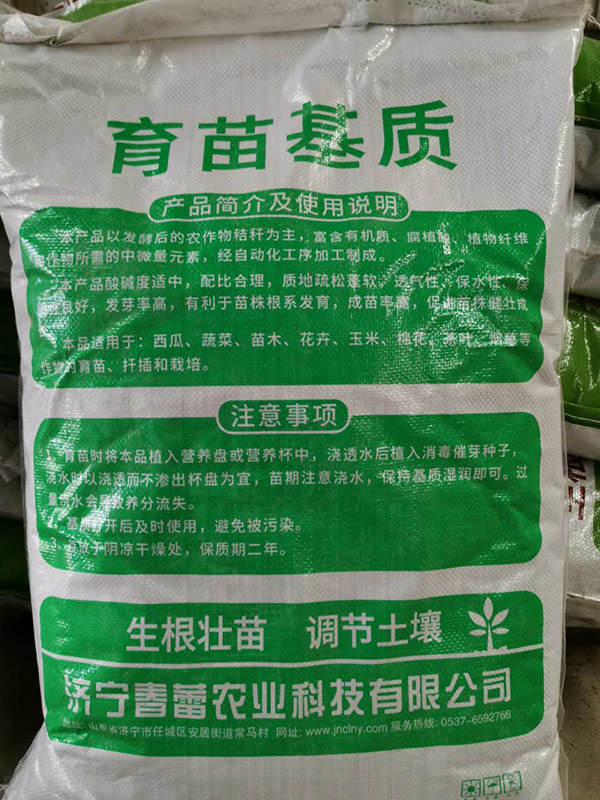 育苗基质
产品简介及使用说明
本产品以发酵后的农作物秸秆为主，富含有机质、腐植酸、植物纤维
作物所需的中微量元素，经自动化工序加工制成。
本产品酸碱度适中，配比合理，质地疏松蓬软，透气性、保水性、保
性良好，发芽率高，有利于苗株根系发育，成苗率高，促进苗株健壮成
本品适用于：西瓜、蔬菜、苗木、花卉、玉米、棉花、茶叶、烟草等
作物的育苗、扦插和栽培。
注意事项
1、育苗时将本品植入营养盘或营养杯中，浇透水后植入消毒催芽种子，
浇水时以浇透而不渗出杯盘为宜，苗期注意浇水，保持基质湿润即可。过
量浇水会导致养分流失。
2、基质打开后及时使用，避免被污染。
3、存放于阴凉干燥处，保质期二年。
生根壮苗 调节土壤
济宁春蕾农业科技有限公司
地址: 山东省济宁市任城区安居街道常马村 网址: www.jnclny.com 服务热线: 0537-6592766